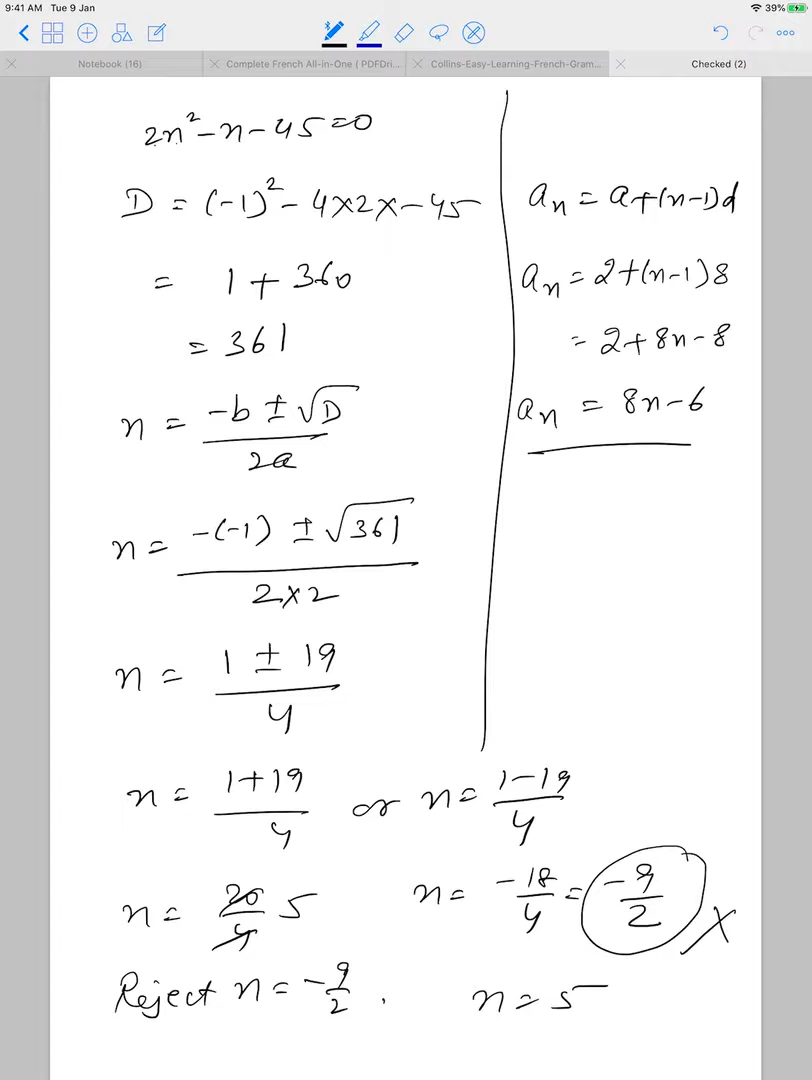 9:41 AM Tue 9 Jan
39%
Notebook (16)
Complete French All-in-One ( PDFDri...
Collins-Easy-Learning-French-Gram...
Checked (2)
2n² - n - 45 = 0
D = (-1)² - 4×2×-45
= 1 + 360
= 361
n = (-b ± √D)/2a
n = (-(-1) ± √361)/(2×2)
n = (1 ± 19)/4
aₙ = a+(n-1)d
aₙ = 2+(n-1)8
= 2+8n-8
aₙ = 8n-6
n = (1+19)/4 or n = (1-19)/4
n = 20/4 5 n = -18/4 = -9/2 ×
Reject n = -9/2 . n = 5